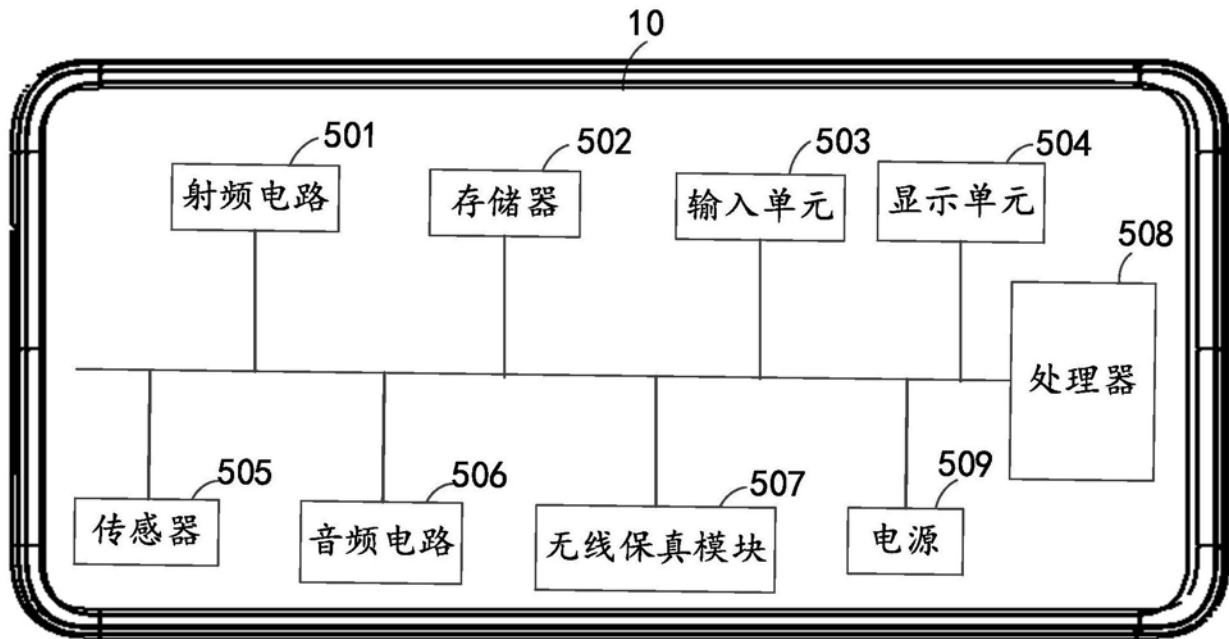 10
501
射频电路
502
存储器
503
输入单元
504
显示单元
508
处理器
505
传感器
506
音频电路
507
无线保真模块
509
电源